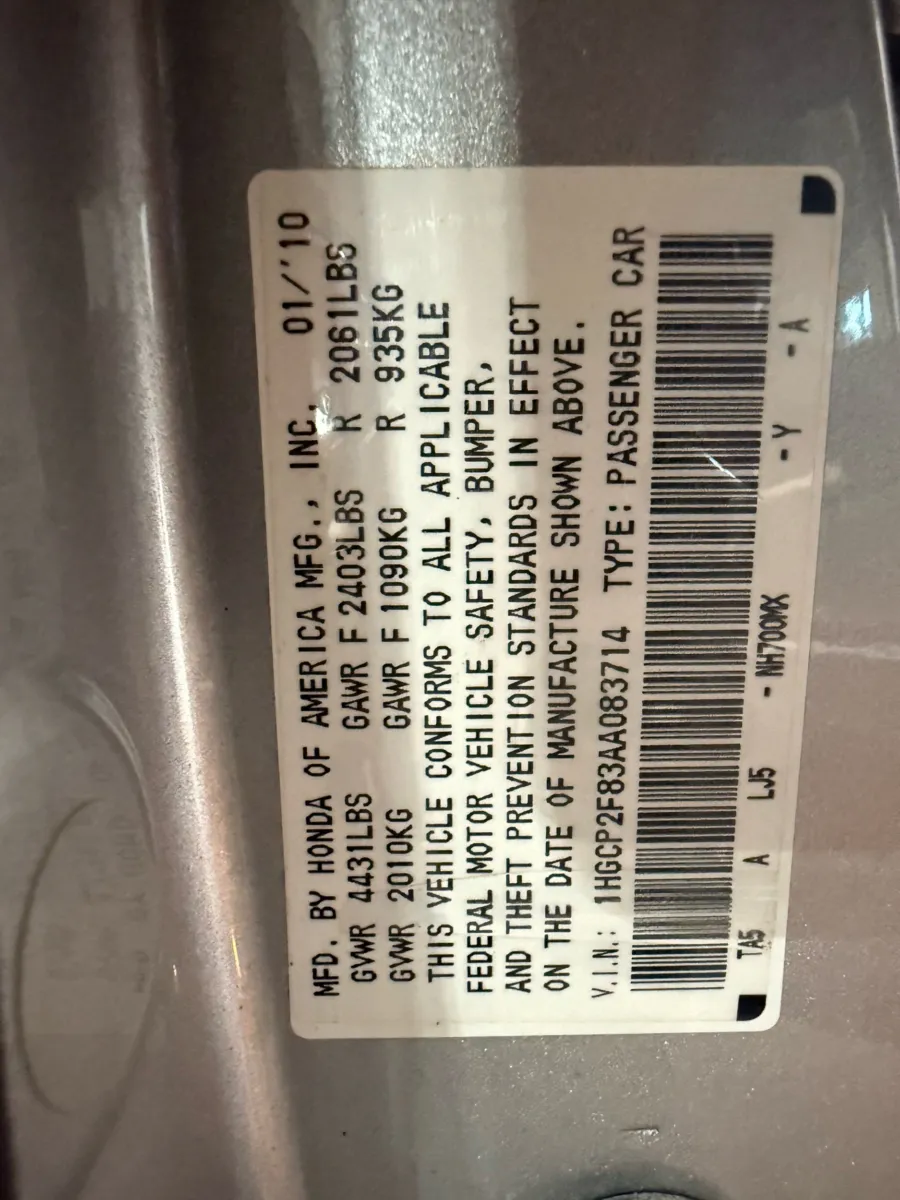 MFD. BY HONDA OF AMERICA MFG., INC. 01/'10
GVWR 4431LBS GAWR F 2403LBS R 2061LBS
GVWR 2010KG GAWR F 1090KG R 935KG
THIS VEHICLE CONFORMS TO ALL APPLICABLE
FEDERAL MOTOR VEHICLE SAFETY, BUMPER,
AND THEFT PREVENTION STANDARDS IN EFFECT
ON THE DATE OF MANUFACTURE SHOWN ABOVE.
V.I.N.: 1HGCP2F83AA083714 TYPE: PASSENGER CAR
TA5 A LJ5 - NH700MX - Y - A